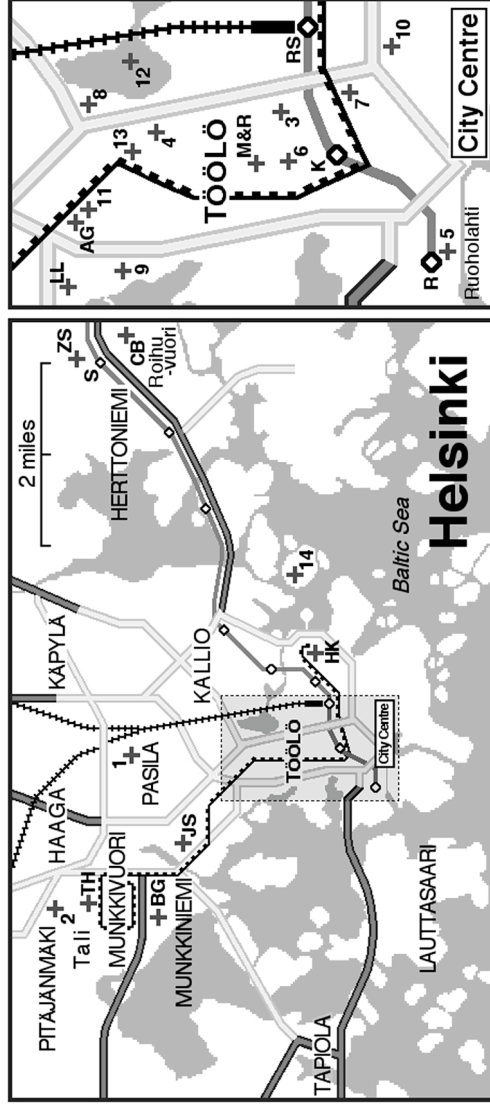 2 miles
PITÄJÄNMÄKI
2
Tali
TH
MUNKKIVUORI
BG
MUNKKINIEMI
JS
HAAGA
1
PASILA
KÄPYLÄ
KALLIO
HERTTONIEMI
S
ZS
CB
Roihu
-vuori
TÖÖLÖ
HK
14
City Centre
TAPIOLA
LAUTTASAARI
Baltic Sea
Helsinki
LL
AG
11
9
13
8
4
12
10
TÖÖLÖ
M&R
3
6
K
7
RS
R
5
Ruoholahti
City Centre